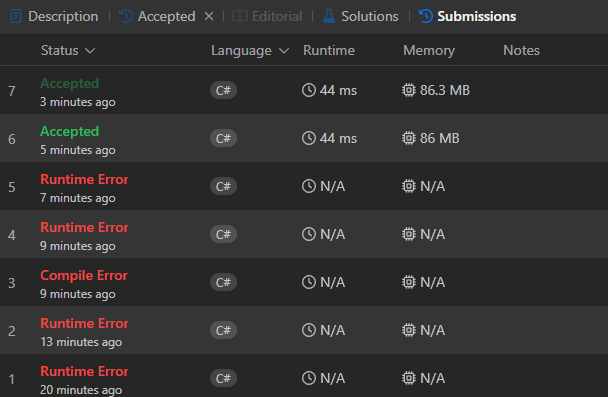 Description Accepted Editorial Solutions Submissions
Status Language Runtime Memory Notes
7 Accepted C# 44 ms 86.3 MB
3 minutes ago
6 Accepted C# 44 ms 86 MB
5 minutes ago
5 Runtime Error C# N/A N/A
7 minutes ago
4 Runtime Error C# N/A N/A
9 minutes ago
3 Compile Error C# N/A N/A
9 minutes ago
2 Runtime Error C# N/A N/A
13 minutes ago
1 Runtime Error C# N/A N/A
20 minutes ago